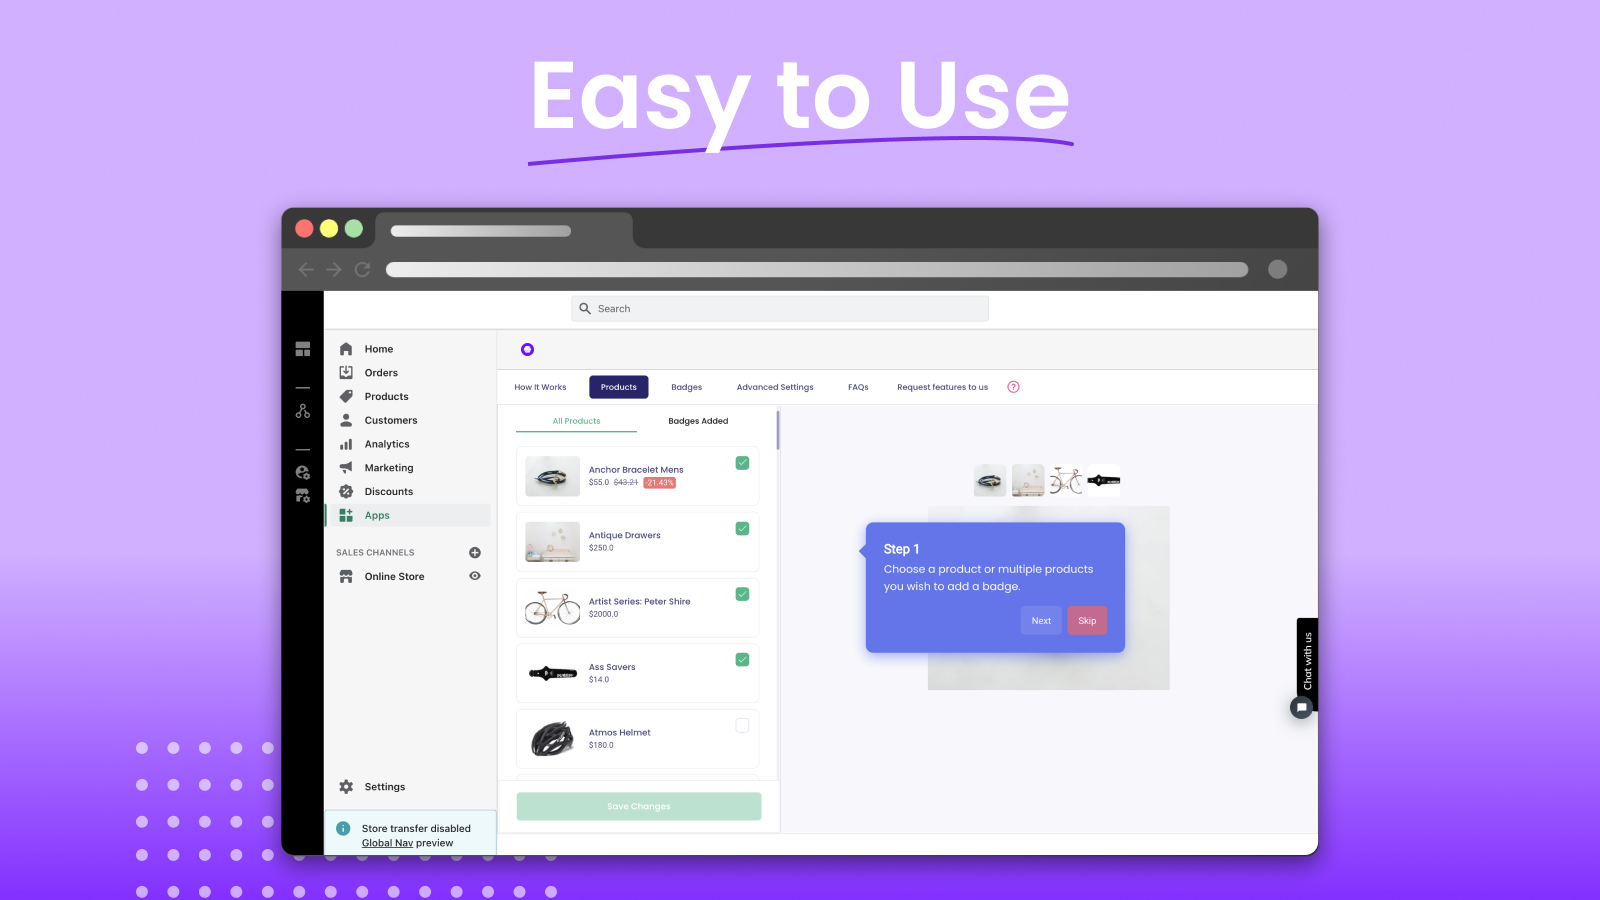 Easy to Use
Search
Home
Orders
Products
Customers
Analytics
Marketing
Discounts
Apps
SALES CHANNELS
Online Store
Settings
Store transfer disabled
Global Nav preview
How It Works
Products
Badges
Advanced Settings
FAQs
Request features to us
?
All Products
Badges Added
Anchor Bracelet Mens
$55.0 $43.21 -21.43%
Antique Drawers
$250.0
Artist Series: Peter Shire
$2000.0
Ass Savers
$14.0
Atmos Helmet
$180.0
Save Changes
Step 1
Choose a product or multiple products
you wish to add a badge.
Next
Skip
Chat with us